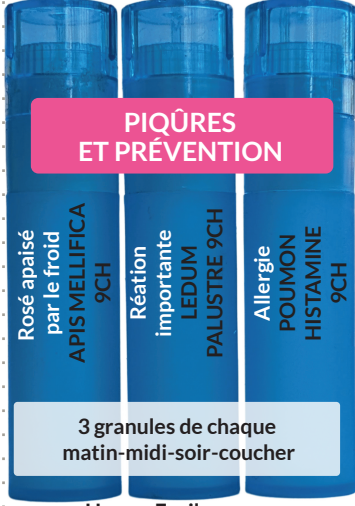 PIQÛRES
ET PRÉVENTION
Rosé apaisé
par le froid
APIS MELLIFICA
9CH
Réation
importante
LEDUM
PALUSTRE 9CH
Allergie
POUMON
HISTAMINE
9CH
3 granules de chaque
matin-midi-soir-coucher